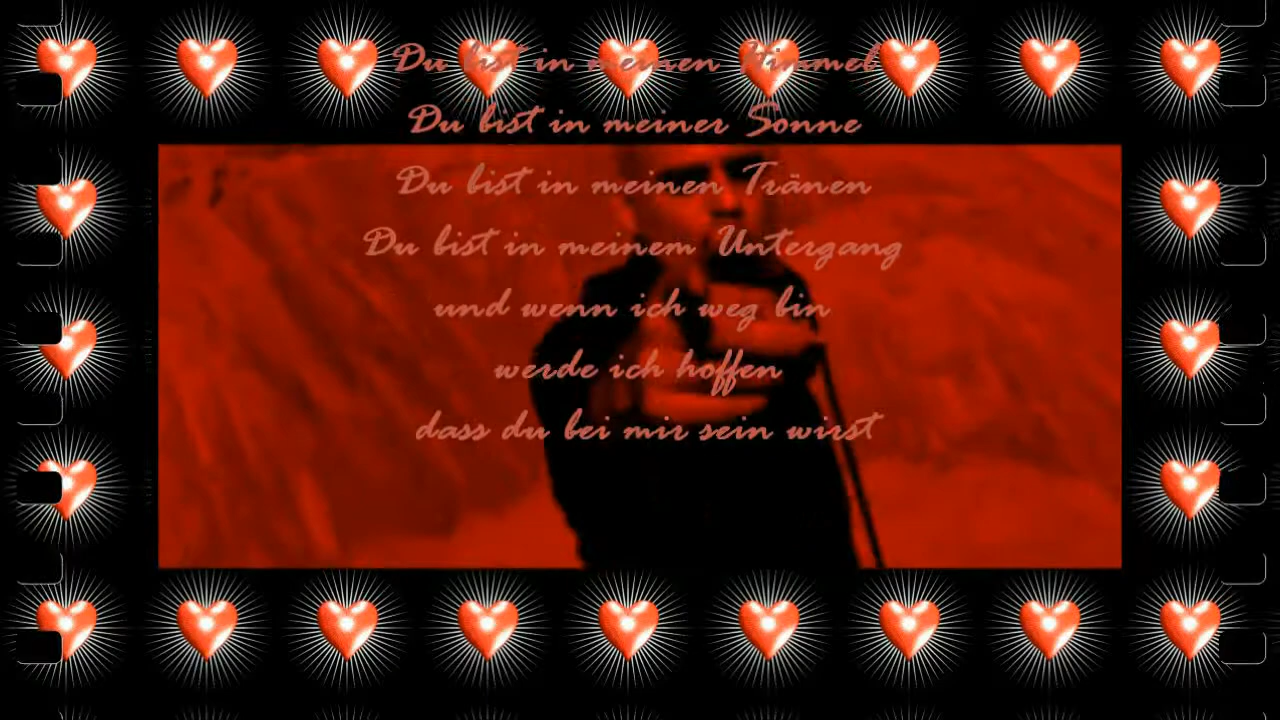 Du bist in meinen Himmel
Du bist in meiner Sonne
Du bist in meinen Tränen
Du bist in meinem Untergang
und wenn ich weg bin
werde ich hoffen
dass du bei mir sein wirst